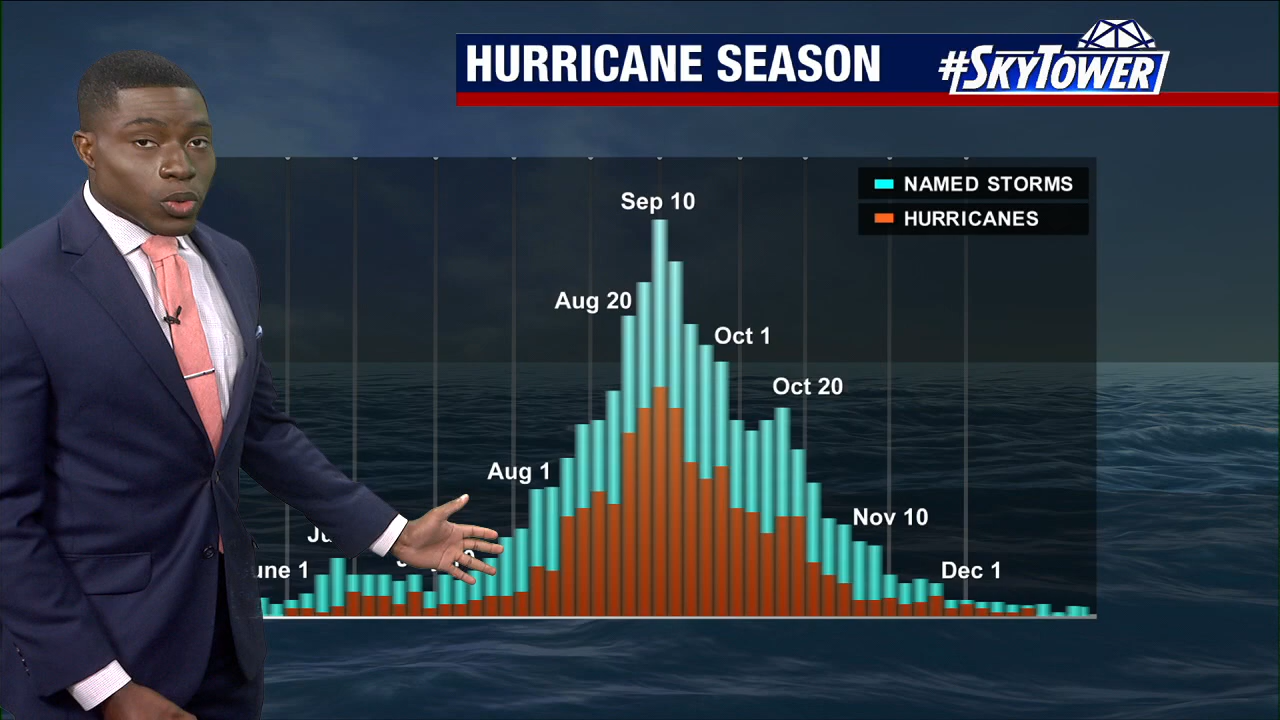 HURRICANE SEASON
#SKYTOWER
NAMED STORMS
HURRICANES
Sep 10
Aug 20
Oct 1
Oct 20
Aug 1
Nov 10
Dec 1